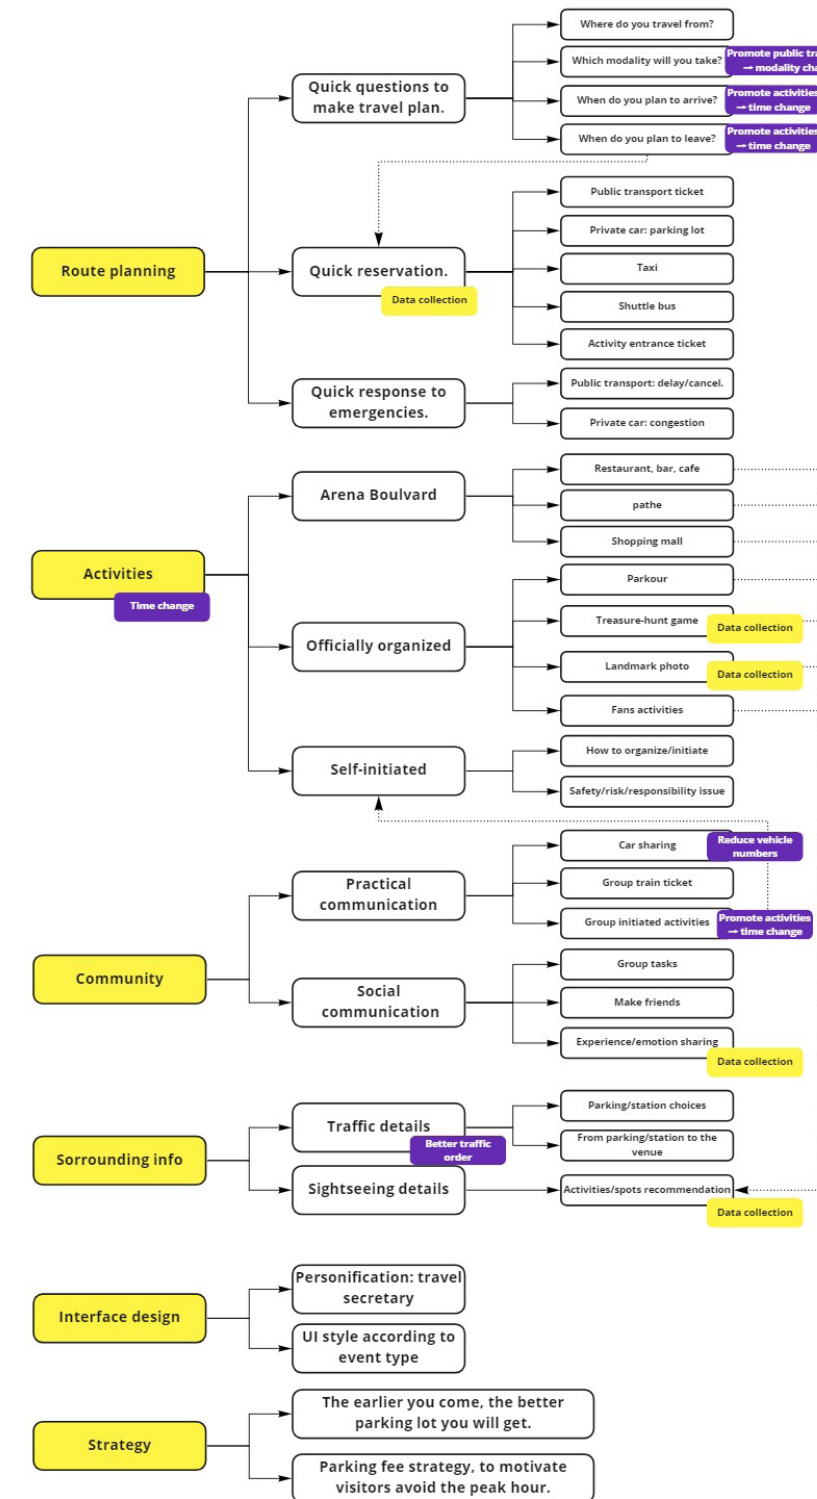 Where do you travel from?
Which modality will you take?
Promote public tra
→ modality cha
Quick questions to
make travel plan.
When do you plan to arrive?
Promote activities
→ time change
When do you plan to leave?
Promote activities
→ time change
Public transport ticket
Private car: parking lot
Route planning
Quick reservation.
Data collection
Taxi
Shuttle bus
Activity entrance ticket
Quick response to
emergencies.
Public transport: delay/cancel.
Private car: congestion
Arena Boulvard
Restaurant, bar, cafe
pathe
Shopping mall
Activities
Time change
Parkour
Officially organized
Treasure-hunt game
Data collection
Landmark photo
Data collection
Fans activities
Self-initiated
How to organize/initiate
Safety/risk/responsibility issue
Car sharing
Reduce vehicle
numbers
Practical
communication
Group train ticket
Group initiated activities
Promote activities
→ time change
Community
Group tasks
Social
communication
Make friends
Experience/emotion sharing
Data collection
Traffic details
Better traffic
order
Parking/station choices
From parking/station to the
venue
Sorrounding info
Sightseeing details
Activities/spots recommendation
Data collection
Personification: travel
secretary
Interface design
UI style according to
event type
The earlier you come, the better
parking lot you will get.
Strategy
Parking fee strategy, to motivate
visitors avoid the peak hour.